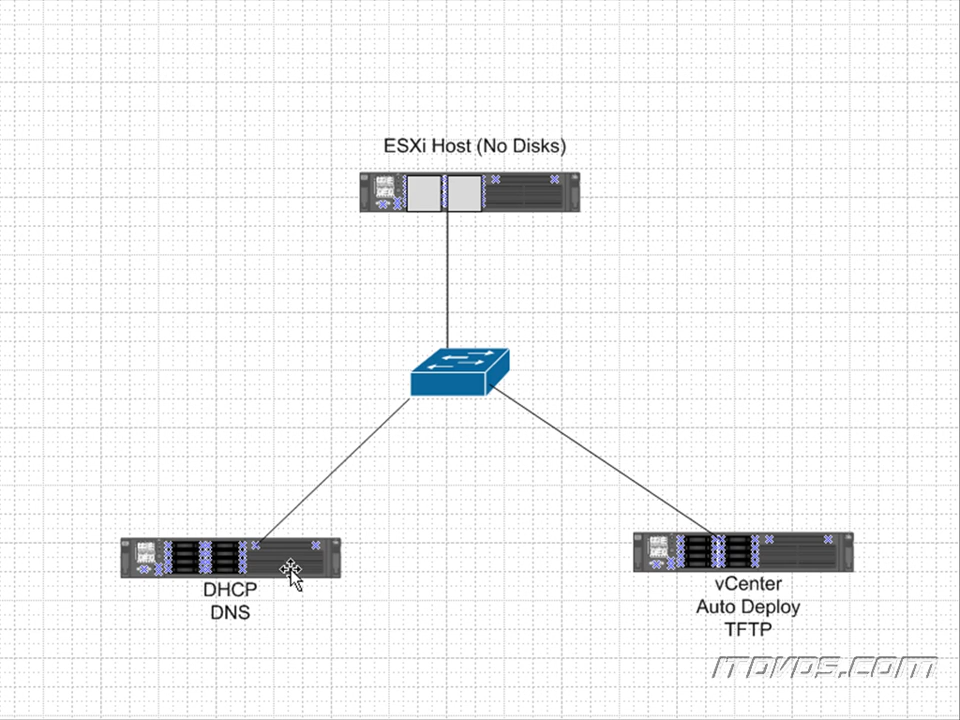 ESXi Host (No Disks)
DHCP
DNS
vCenter
Auto Deploy
TFTP
ITDVDS.COM